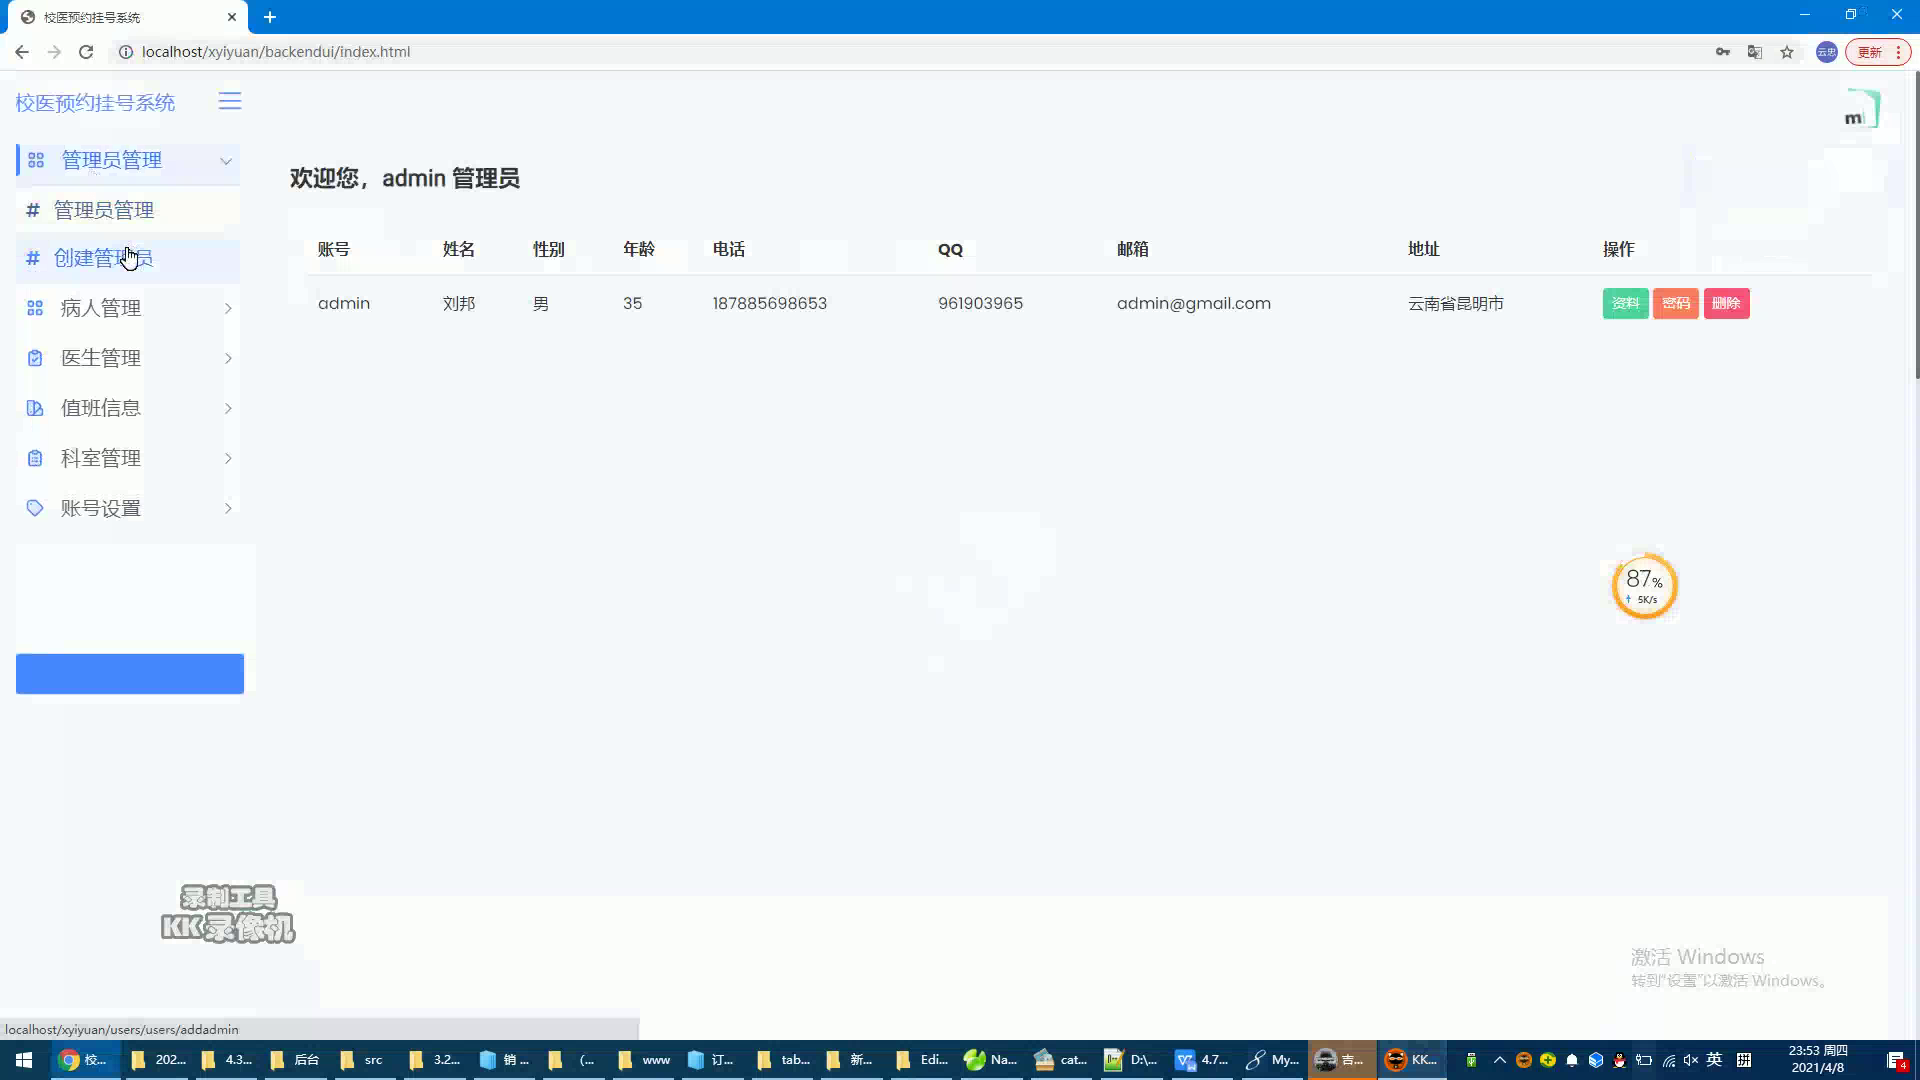 校医预约挂号系统
localhost/xyiyuan/backendui/index.html
云忠
更新
校医预约挂号系统
m
管理员管理
# 管理员管理
# 创建管理员
病人管理
医生管理
值班信息
科室管理
账号设置
欢迎您，admin 管理员
账号 姓名 性别 年龄 电话 QQ 邮箱 地址 操作
admin 刘邦 男 35 187885698653 961903965 admin@gmail.com 云南省昆明市 资料 密码 删除
87%
5K/s
录制工具
KK录像机
激活 Windows
转到"设置"以激活 Windows。
localhost/xyiyuan/users/users/addadmin
校... 202... 4.3... 后台 src 3.2... 销 ... (... www 订... tab... 新... Edi... Na... cat... D:\... 4.7... My... 吉... KK... 英 拼
23:53 周四
2021/4/8
4